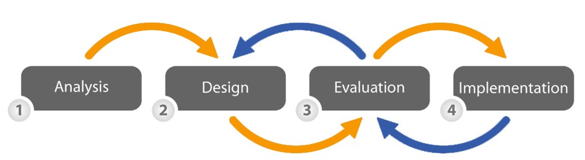 Analysis
1
Design
2
Evaluation
3
Implementation
4